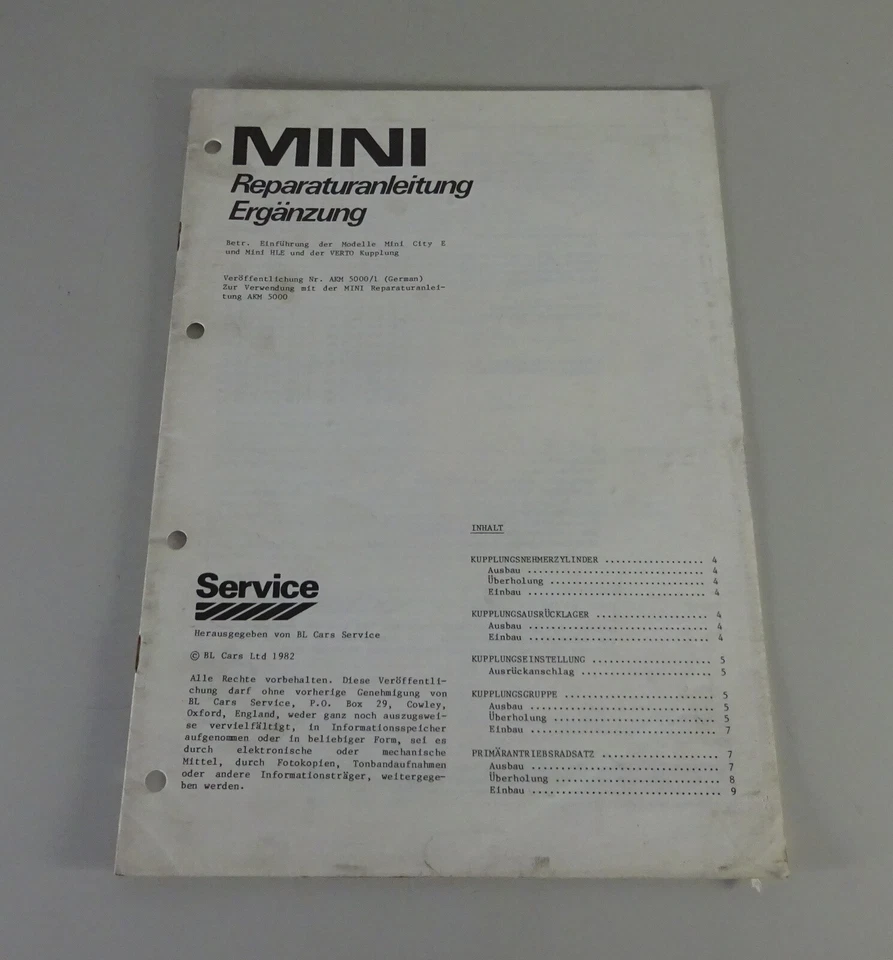 MINI
Reparaturanleitung
Ergänzung
Betr. Einführung der Modelle Mini City E
und Mini HLE und der VERTO Kupplung
Veröffentlichung Nr. AKM 5000/1 (German)
Zur Verwendung mit der MINI Reparaturanlei-
tung AKM 5000
Service
Herausgegeben von BL Cars Service
© BL Cars Ltd 1982
Alle Rechte vorbehalten. Diese Veröffentli-
chung darf ohne vorherige Genehmigung von
BL Cars Service, P.O. Box 29, Cowley,
Oxford, England, weder ganz noch auszugswei-
se vervielfältigt, in Informationsspeicher
aufgenommen oder in beliebiger Form, sei es
durch elektronische oder mechanische
Mittel, durch Fotokopien, Tonbandaufnahmen
oder andere Informationsträger, weitergege-
ben werden.
INHALT
KUPPLUNGSNEHMERZYLINDER ................. 4
Ausbau .............................. 4
Überholung .......................... 4
Einbau .............................. 4
KUPPLUNGSAUSRÜCKLAGER ................... 4
Ausbau .............................. 4
Einbau .............................. 4
KUPPLUNGSEINSTELLUNG .................... 5
Ausrückanschlag ...................... 5
KUPPLUNGSGRUPPE .......................... 5
Ausbau ............................... 5
Überholung ........................... 5
Einbau ............................... 7
PRIMÄRANTRIEBSRADSATZ .................... 7
Ausbau ............................... 7
Überholung ........................... 8
Einbau ................................ 9